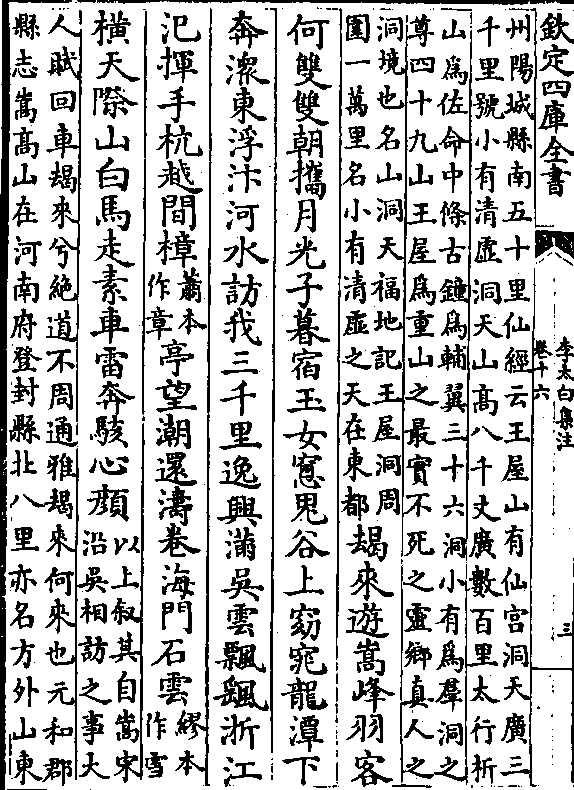 欽定四庫全書
李太白集注
卷十六
三
州陽城縣南五十里仙經云王屋山有仙宫洞天廣三
千里號小有清虚洞天山髙八千丈廣數百里太行析
山爲佐命中條古鐘爲輔翼三十六洞小有爲羣洞之
尊四十九山王屋爲重山之最實不死之靈鄉真人之
洞境也名山洞天福地記王屋洞周
圍一萬里名小有清虚之天在東都
朅來遊嵩峰羽客
何雙雙朝攜月光子暮宿玉女窓鬼谷上窈窕龍潭下
奔潨東浮汴河水訪我三千里逸興滿吳雲飄颻浙江
汜揮手杭越間樟蕭本作章亭望潮還濤卷海門石雲繆本作雪
橫天際山白馬走素車雷奔駭心顔
以上叙其自嵩宋
沿吳相訪之事大
人賦回車朅來兮絶道不周通雅朅來何來也元和郡
縣志嵩髙山在河南府登封縣北八里亦名方外山東